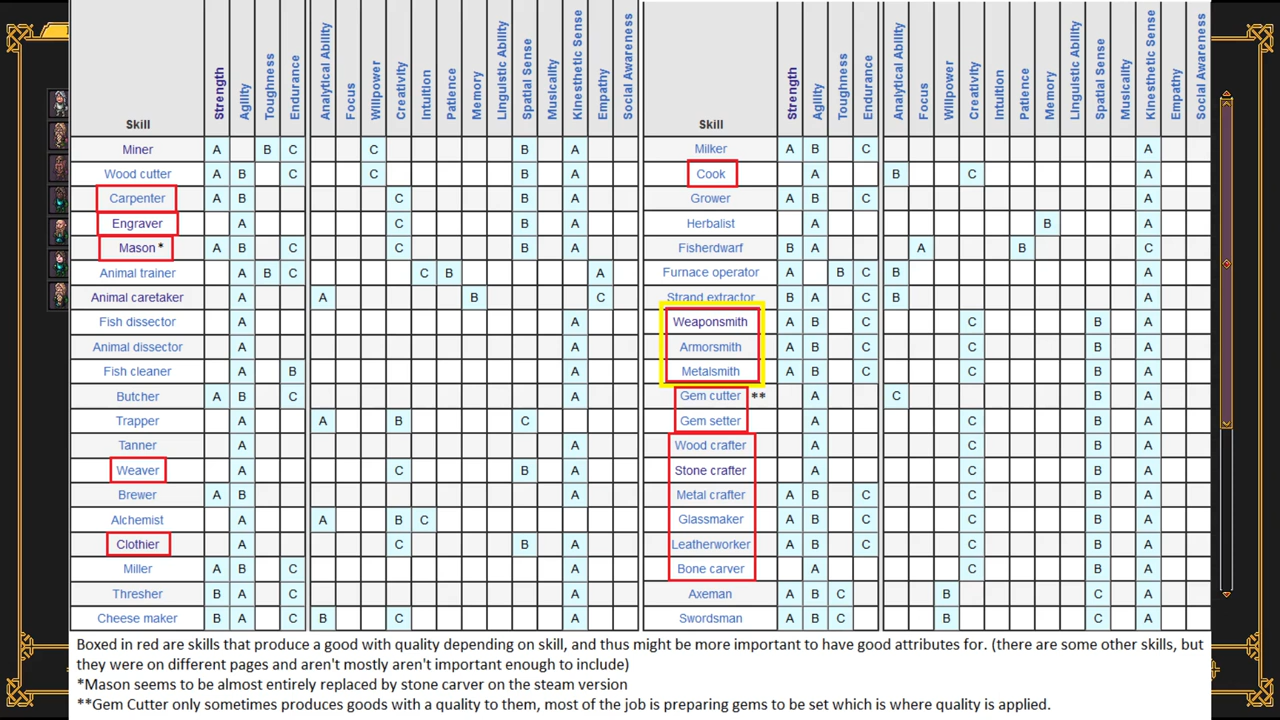 Skill
Strength
Agility
Toughness
Endurance
Analytical Ability
Focus
Willpower
Creativity
Intuition
Patience
Memory
Linguistic Ability
Spatial Sense
Musicality
Kinesthetic Sense
Empathy
Social Awareness
Miner A B C C B A
Wood cutter A B C C B A
Carpenter A B C B A
Engraver A C B A
Mason * A B C C B A
Animal trainer A B C C B A
Animal caretaker A A B C
Fish dissector A A
Animal dissector A A
Fish cleaner A B A
Butcher A B C A
Trapper A A B C
Tanner A A
Weaver A C B A
Brewer A B A
Alchemist A A B C
Clothier A C B A
Miller A B C A
Thresher B A C A
Cheese maker B A C B C A
Skill
Strength
Agility
Toughness
Endurance
Analytical Ability
Focus
Willpower
Creativity
Intuition
Patience
Memory
Linguistic Ability
Spatial Sense
Musicality
Kinesthetic Sense
Empathy
Social Awareness
Milker A B C A
Cook A B C A
Grower A B C A
Herbalist A B A
Fisherdwarf B A A B C
Furnace operator A B C A A
Strand extractor B A C B A
Weaponsmith A B C C B A
Armorsmith A B C C B A
Metalsmith A B C C B A
Gem cutter ** A C A
Gem setter A C B A
Wood crafter A C B A
Stone crafter A C B A
Metal crafter A B C C B A
Glassmaker A B C C B A
Leatherworker A B C C B A
Bone carver A C B A
Axeman A B C B C A
Swordsman A B C B C A
Boxed in red are skills that produce a good with quality depending on skill, and thus might be more important to have good attributes for. (there are some other skills, but
they were on different pages and aren't mostly aren't important enough to include)
*Mason seems to be almost entirely replaced by stone carver on the steam version
**Gem Cutter only sometimes produces goods with a quality to them, most of the job is preparing gems to be set which is where quality is applied.